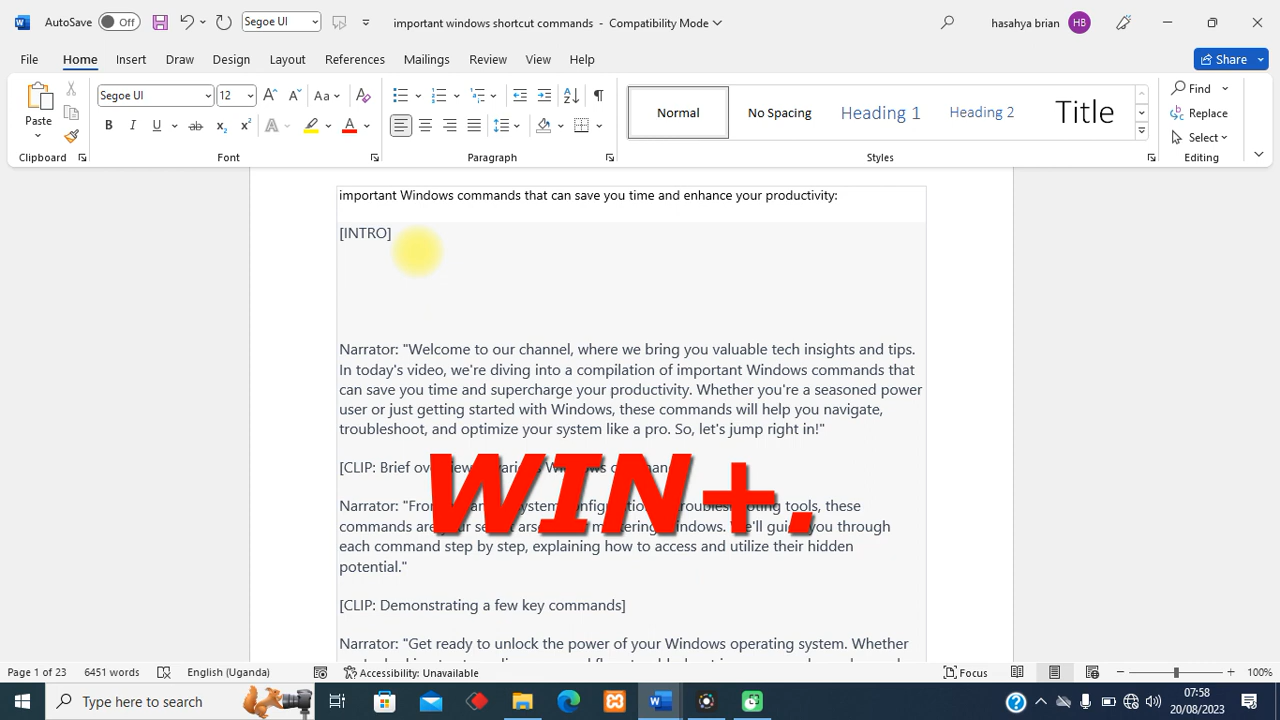 AutoSave Off Segoe UI important windows shortcut commands - Compatibility Mode hasahya brian HB
File Home Insert Draw Design Layout References Mailings Review View Help Share
Paste Segoe UI 12 Aa Normal No Spacing Heading 1 Heading 2 Title Find Replace Select
Clipboard Font Paragraph Styles Editing
important Windows commands that can save you time and enhance your productivity:
[INTRO]
Narrator: "Welcome to our channel, where we bring you valuable tech insights and tips.
In today's video, we're diving into a compilation of important Windows commands that
can save you time and supercharge your productivity. Whether you're a seasoned power
user or just getting started with Windows, these commands will help you navigate,
troubleshoot, and optimize your system like a pro. So, let's jump right in!"
[CLIP: Brief
WIN+.
Narrator:
commands are
each command step by step, explaining how to access and utilize their hidden
potential."
[CLIP: Demonstrating a few key commands]
Narrator: "Get ready to unlock the power of your Windows operating system. Whether
Page 1 of 23 6451 words English (Uganda) Accessibility: Unavailable Focus 100%
Type here to search 07:58
20/08/2023